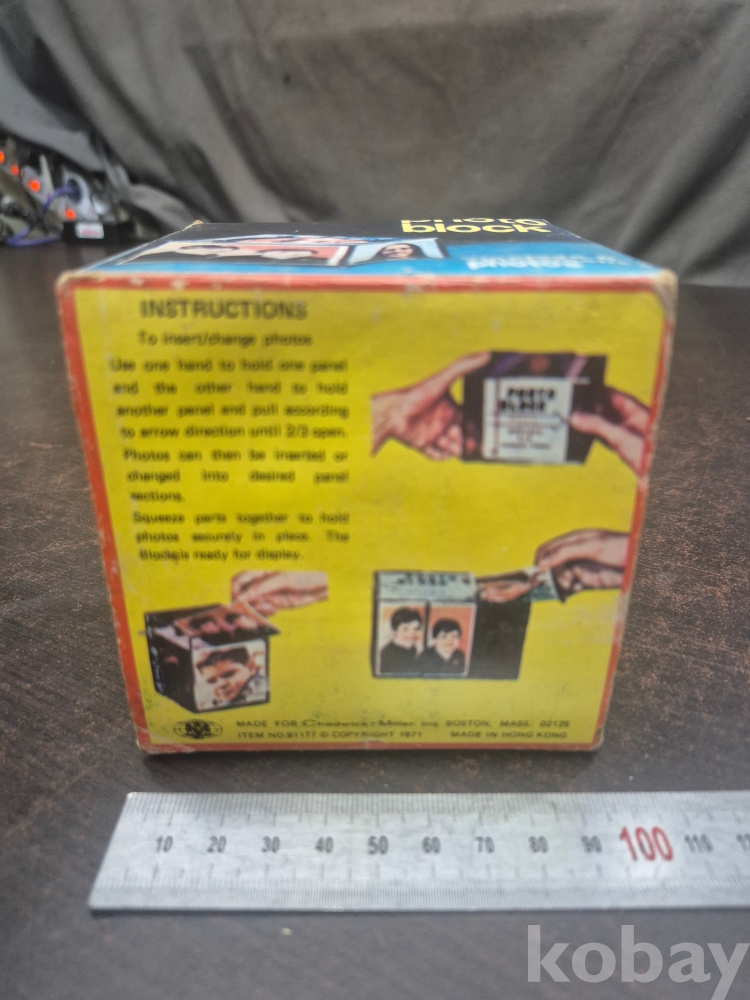 photo
block
photos
INSTRUCTIONS
To insert/change photos
Use one hand to hold one panel
and the other hand to hold
another panel and pull according
to arrow direction until 2/3 open.
Photos can then be inserted or
changed into desired panel
sections.
Squeeze parts together to hold
photos securely in place. The
Block is ready for display.
PHOTO
BLOCK
MADE FOR Chadwick-Miller, Inc. BOSTON, MASS. 02125
ITEM NO.91177 © COPYRIGHT 1971 MADE IN HONG KONG
10 20 30 40 50 60 70 80 90 100 110
kobay